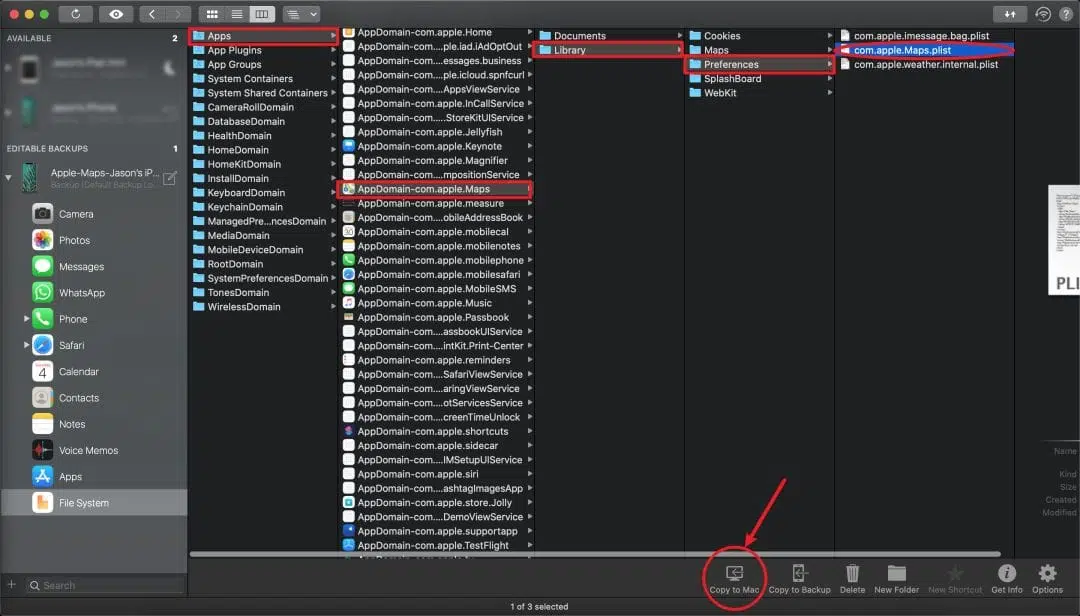 AVAILABLE 2
EDITABLE BACKUPS 1
Apple-Maps-Jason's iP...
Camera
Photos
Messages
WhatsApp
Phone
Safari
Calendar
4
Contacts
Notes
Voice Memos
Apps
File System
Search
Apps
App Plugins
App Groups
System Containers
System Shared Containers
CameraRollDomain
DatabaseDomain
HealthDomain
HomeDomain
HomeKitDomain
InstallDomain
KeyboardDomain
KeychainDomain
ManagedPre...ncesDomain
MediaDomain
MobileDeviceDomain
RootDomain
SystemPreferencesDomain
TonesDomain
WirelessDomain
AppDomain-com.apple.Home
AppDomain-com....ple.iad.iAdOptOut
AppDomain-com....essages.business
AppDomain-com....ple.icloud.spnfcurl
AppDomain-com....AppsViewService
AppDomain-com....InCallService
AppDomain-com....StoreKitUIService
AppDomain-com.apple.Jellyfish
AppDomain-com.apple.Keynote
AppDomain-com.apple.Magnifier
AppDomain-com....mpositionService
AppDomain-com.apple.Maps
AppDomain-com.apple.measure
AppDomain-com....obileAddressBook
AppDomain-com.apple.mobilecal
AppDomain-com.apple.mobilenotes
AppDomain-com.apple.mobilephone
AppDomain-com.apple.mobilesafari
AppDomain-com.apple.MobileSMS
AppDomain-com.apple.Music
AppDomain-com.apple.Passbook
AppDomain-com....assbookUIService
AppDomain-com....intKit.Print-Center
AppDomain-com.apple.reminders
AppDomain-com....SafariViewService
AppDomain-com....aringViewService
AppDomain-com....otServicesService
AppDomain-com....creenTimeUnlock
AppDomain-com.apple.shortcuts
AppDomain-com.apple.sidecar
AppDomain-com....IMSetupUIService
AppDomain-com.apple.siri
AppDomain-com....ashtagImagesApp
AppDomain-com.apple.store.Jolly
AppDomain-com....DemoViewService
AppDomain-com.apple.supportapp
AppDomain-com.apple.TestFlight
Documents
Library
Cookies
Maps
Preferences
SplashBoard
WebKit
com.apple.imessage.bag.plist
com.apple.Maps.plist
com.apple.weather.internal.plist
PLI
Name
Kind
Size
Created
Modified
Copy to Mac
Copy to Backup
Delete
New Folder
New Shortcut
Get Info
Options
1 of 3 selected